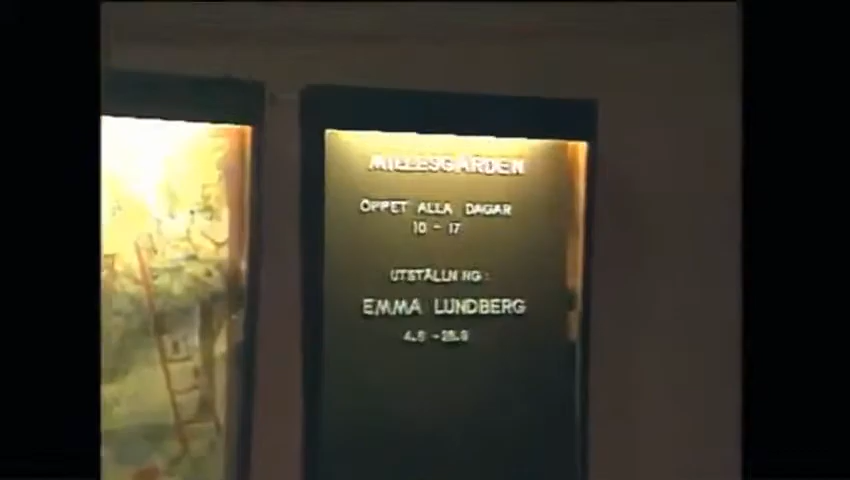 MILLESGÅRDEN
ÖPPET ALLA DAGAR
10 - 17
UTSTÄLLNING:
EMMA LUNDBERG